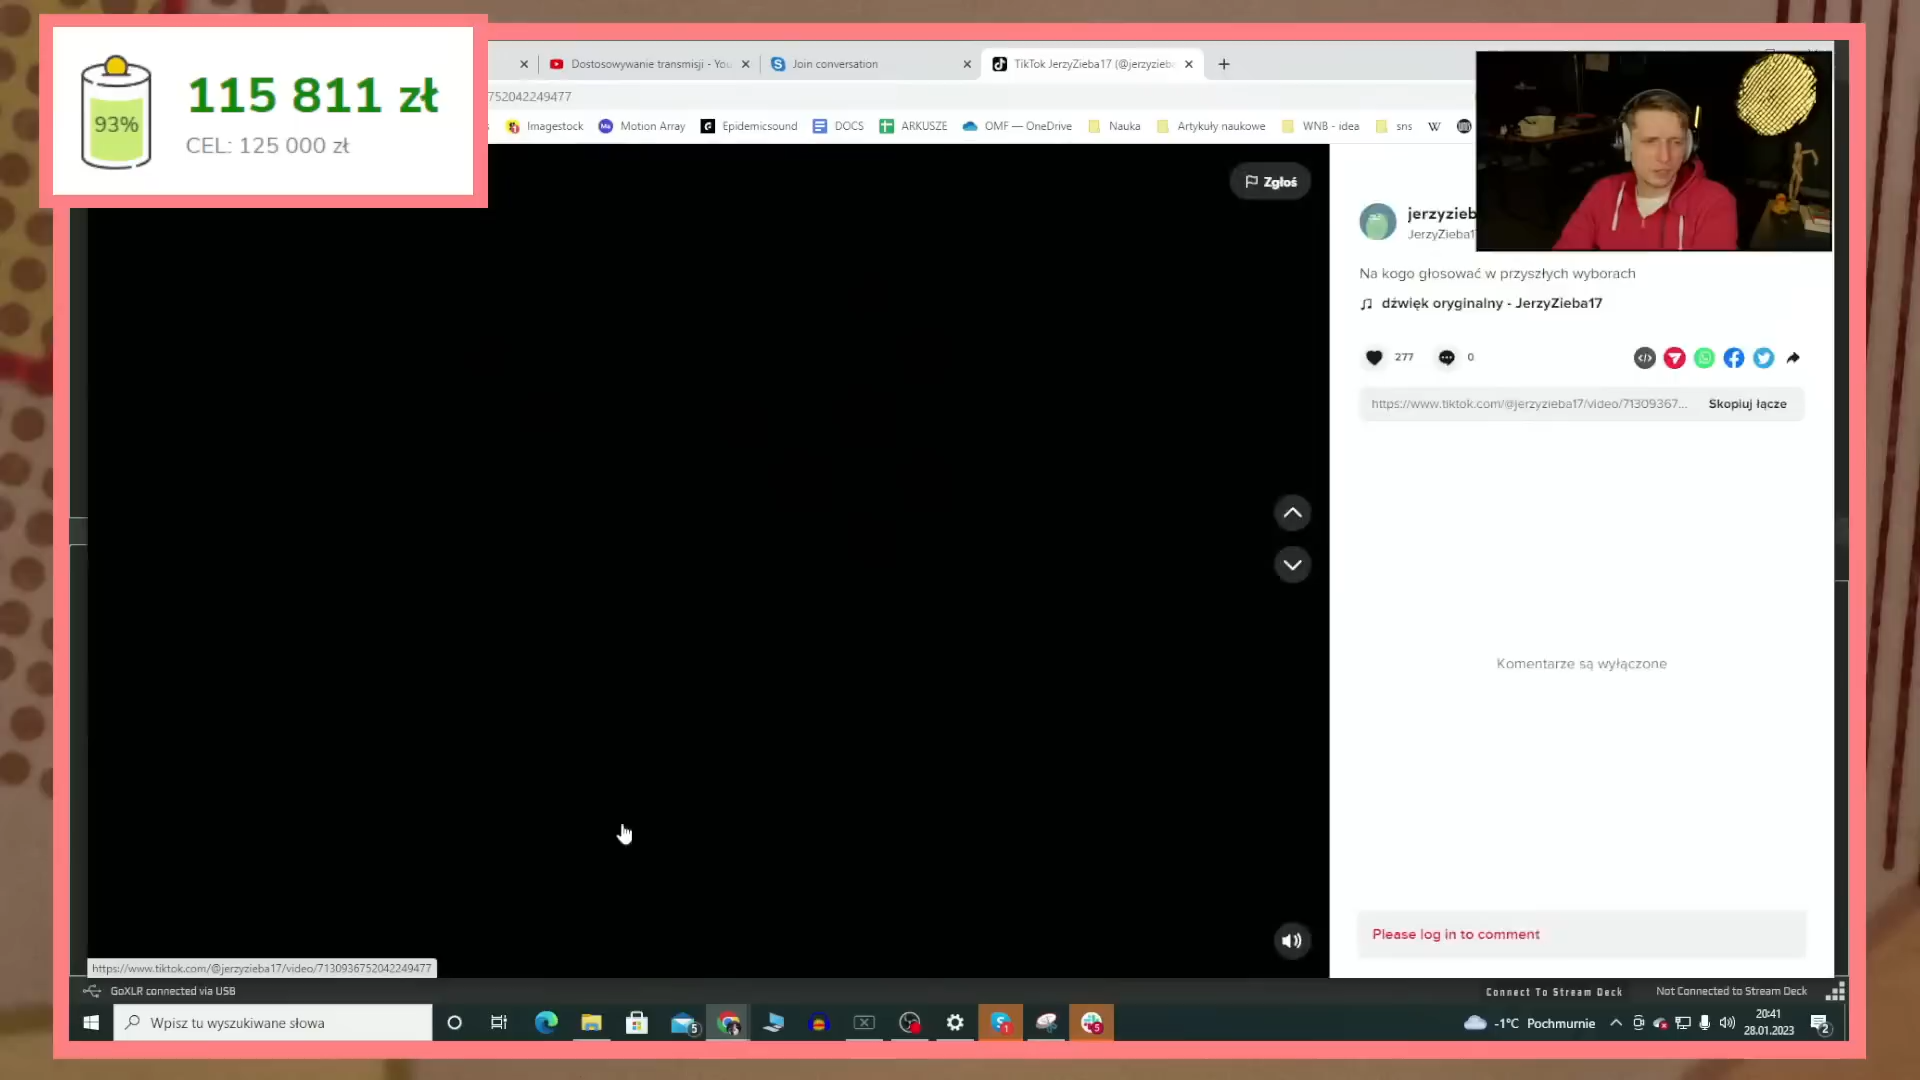 93%
115 811 zł
CEL: 125 000 zł
Dostosowywanie transmisji - You
Join conversation
TikTok JerzyZieba17 (@jerzyzieb
752042249477
Imagestock
Motion Array
Epidemicsound
DOCS
ARKUSZE
OMF — OneDrive
Nauka
Artykuły naukowe
WNB - idea
sns
W
Zgłoś
jerzyzieb
JerzyZieba1
Na kogo głosować w przyszłych wyborach
dźwięk oryginalny - JerzyZieba17
277
0
https://www.tiktok.com/@jerzyzieba17/video/71309367...
Skopiuj łącze
Komentarze są wyłączone
Please log in to comment
https://www.tiktok.com/@jerzyzieba17/video/7130936752042249477
GoXLR connected via USB
Connect To Stream Deck
Not Connected to Stream Deck
Wpisz tu wyszukiwane słowa
5
1
5
-1°C Pochmurnie
20:41
28.01.2023
2